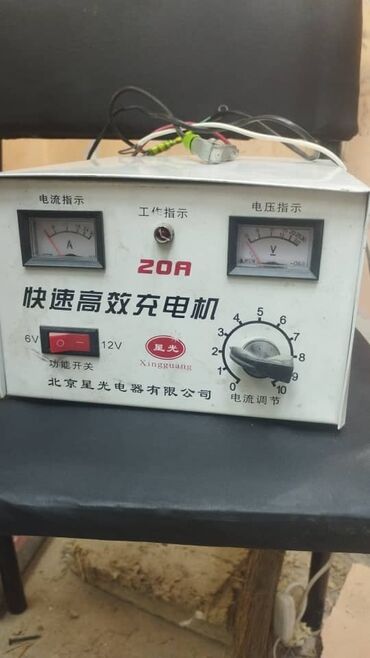 电流指示
工作指示
电压指示
A
V
20A
快速高效充电机
6V
12V
功能开关
星光
Xingguang
0 1 2 3 4 5 6 7 8 9 10
电流调节
北京星光电器有限公司